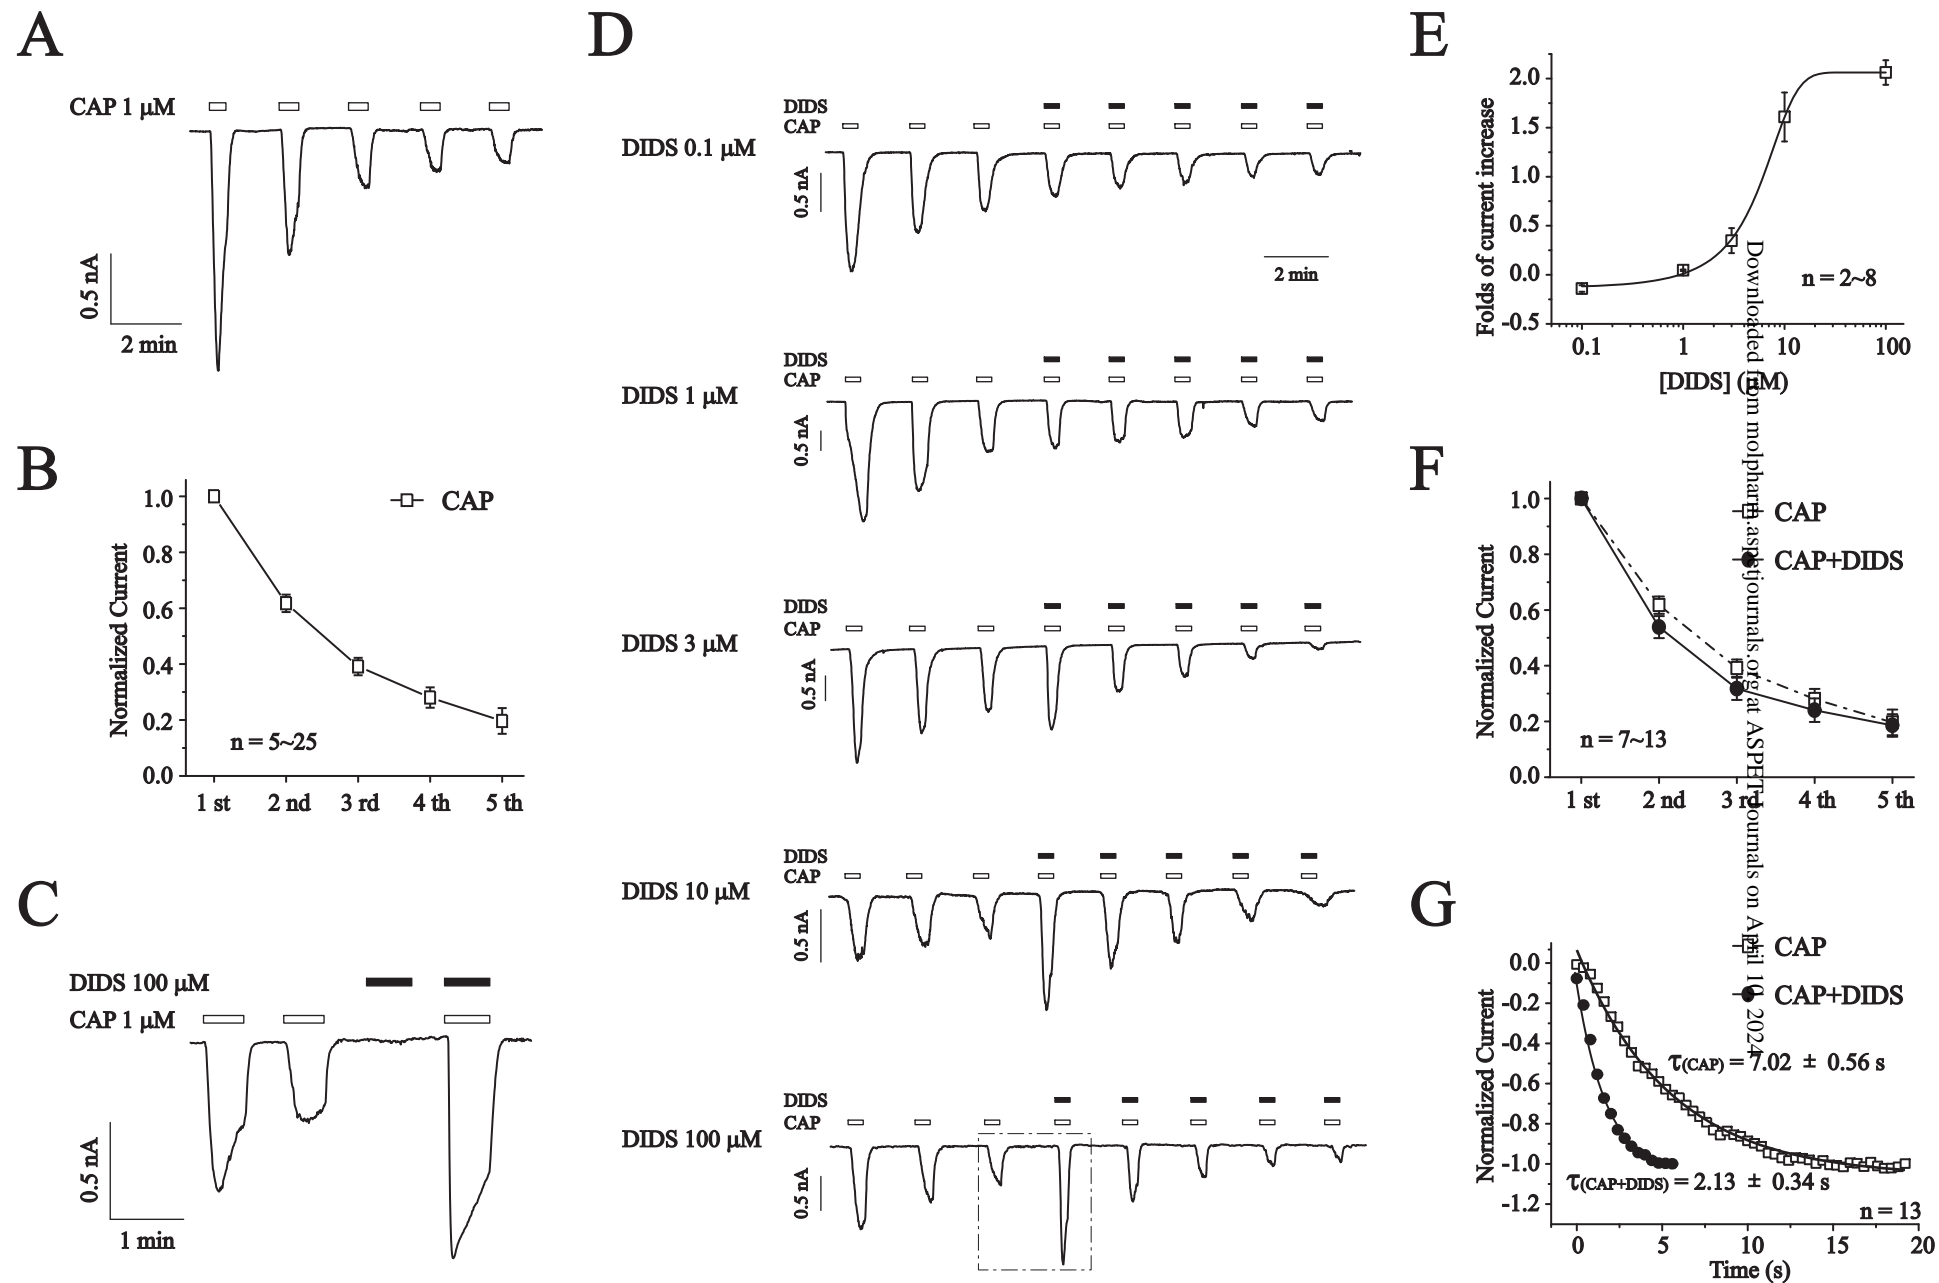 A
CAP 1 μM
0.5 nA
2 min
B
Normalized Current
1.0
0.8
0.6
0.4
0.2
0.0
CAP
n = 5~25
1 st
2 nd
3 rd
4 th
5 th
C
DIDS 100 μM
CAP 1 μM
0.5 nA
1 min
D
DIDS
CAP
DIDS 0.1 μM
0.5 nA
2 min
DIDS
CAP
DIDS 1 μM
0.5 nA
DIDS
CAP
DIDS 3 μM
0.5 nA
DIDS
CAP
DIDS 10 μM
0.5 nA
DIDS
CAP
DIDS 100 μM
0.5 nA
E
Folds of current increase
2.0
1.5
1.0
0.5
0.0
-0.5
n = 2~8
0.1
1
10
100
[DIDS] (μM)
F
Normalized Current
1.0
0.8
0.6
0.4
0.2
0.0
CAP
CAP+DIDS
n = 7~13
1 st
2 nd
3 rd
4 th
5 th
G
Normalized Current
0.0
-0.2
-0.4
-0.6
-0.8
-1.0
-1.2
CAP
CAP+DIDS
τ(CAP) = 7.02 ± 0.56 s
τ(CAP+DIDS) = 2.13 ± 0.34 s
n = 13
0
5
10
15
20
Time (s)
Downloaded from molpharm.aspetjournals.org at ASPET Journals on April 10, 2024